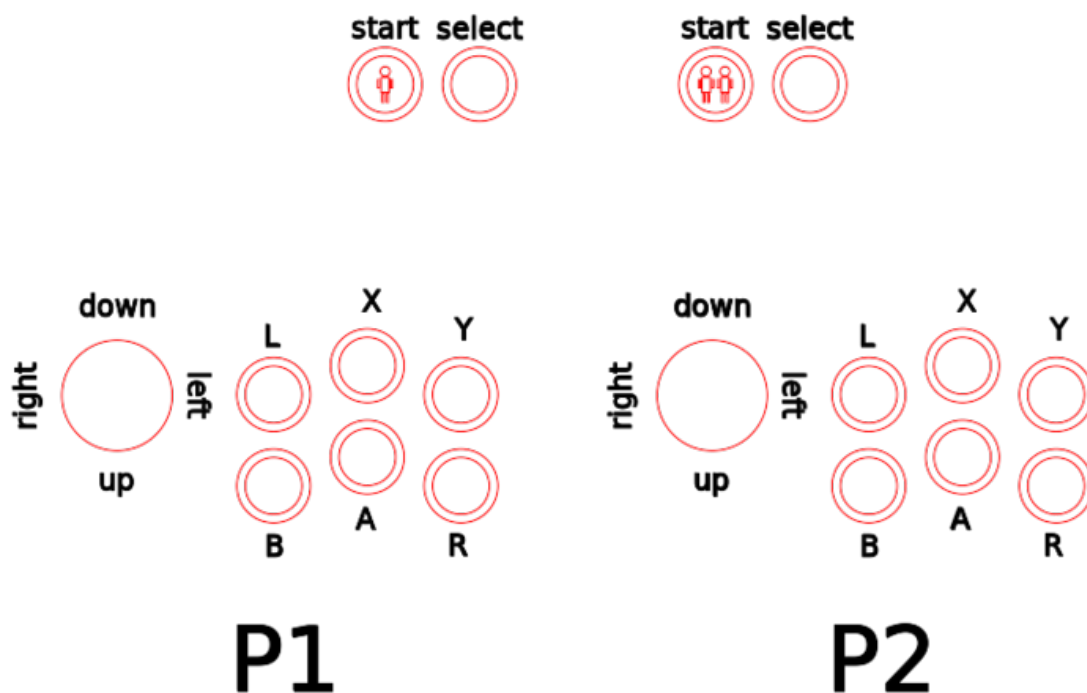 start select start select
down X X
down
L Y L Y
right left right left
up up
B A R B A R
P1 P2